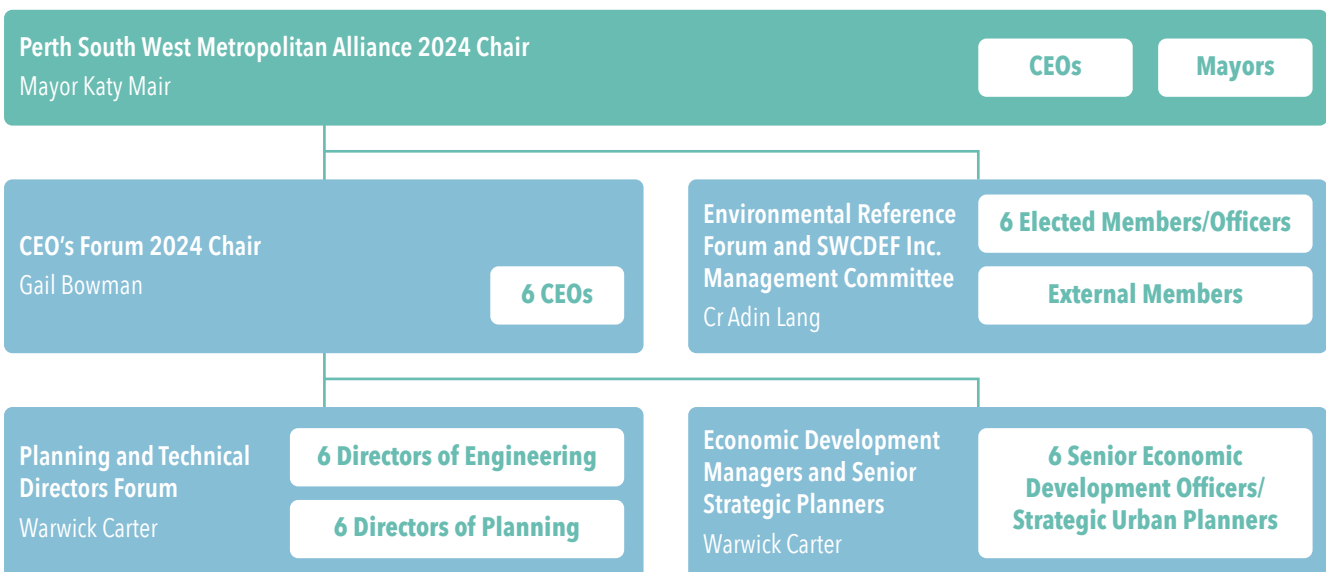 Perth South West Metropolitan Alliance 2024 Chair
Mayor Katy Mair
CEOs
Mayors
CEO's Forum 2024 Chair
Gail Bowman
6 CEOs
Environmental Reference
Forum and SWCDEF Inc.
Management Committee
Cr Adin Lang
6 Elected Members/Officers
External Members
Planning and Technical
Directors Forum
Warwick Carter
6 Directors of Engineering
6 Directors of Planning
Economic Development
Managers and Senior
Strategic Planners
Warwick Carter
6 Senior Economic
Development Officers/
Strategic Urban Planners